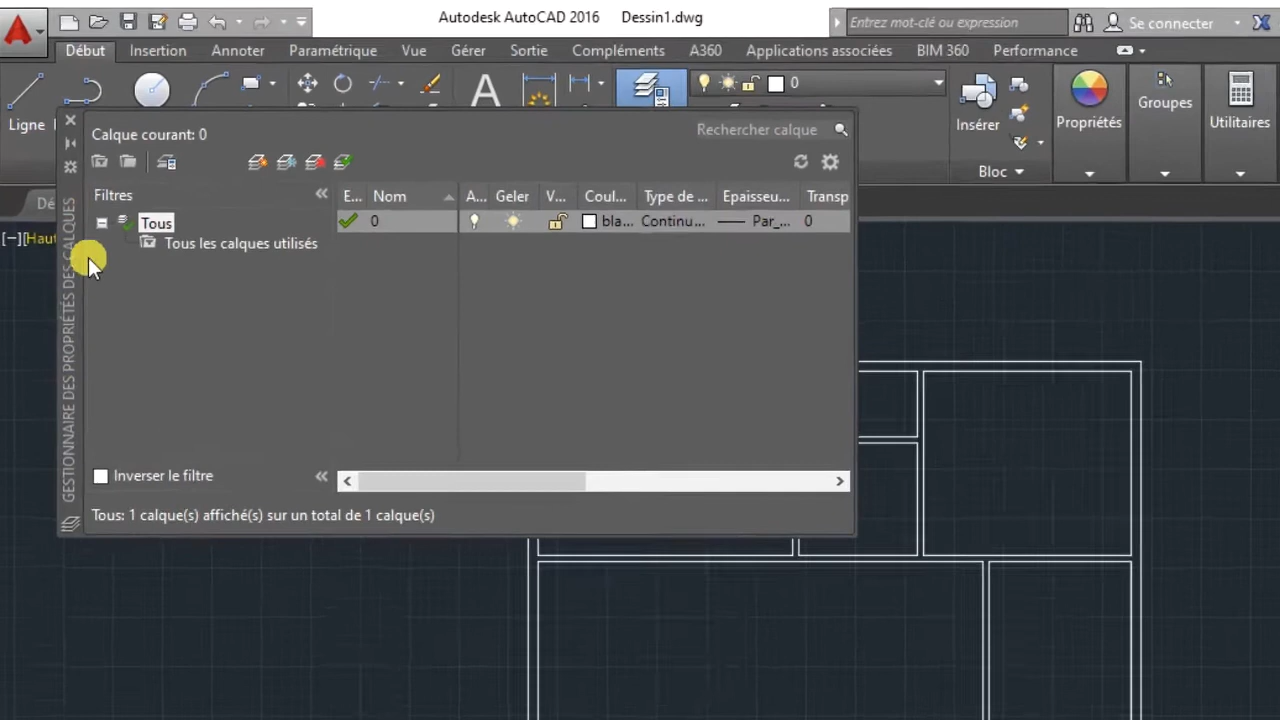 Autodesk AutoCAD 2016 Dessin1.dwg
Entrez mot-clé ou expression
Se connecter
Début Insertion Annoter Paramétrique Vue Gérer Sortie Compléments A360 Applications associées BIM 360 Performance
A
0
Ligne
Insérer
Propriétés
Groupes
Utilitaires
Bloc
Calque courant: 0
Rechercher calque
Filtres
E... Nom A... Geler V... Coul... Type de ... Epaisseu... Transp
Tous
0 bla... Continu... Par_... 0
Tous les calques utilisés
Dé
[−][Haut
GESTIONNAIRE DES PROPRIÉTÉS DES CALQUES
Inverser le filtre
Tous: 1 calque(s) affiché(s) sur un total de 1 calque(s)